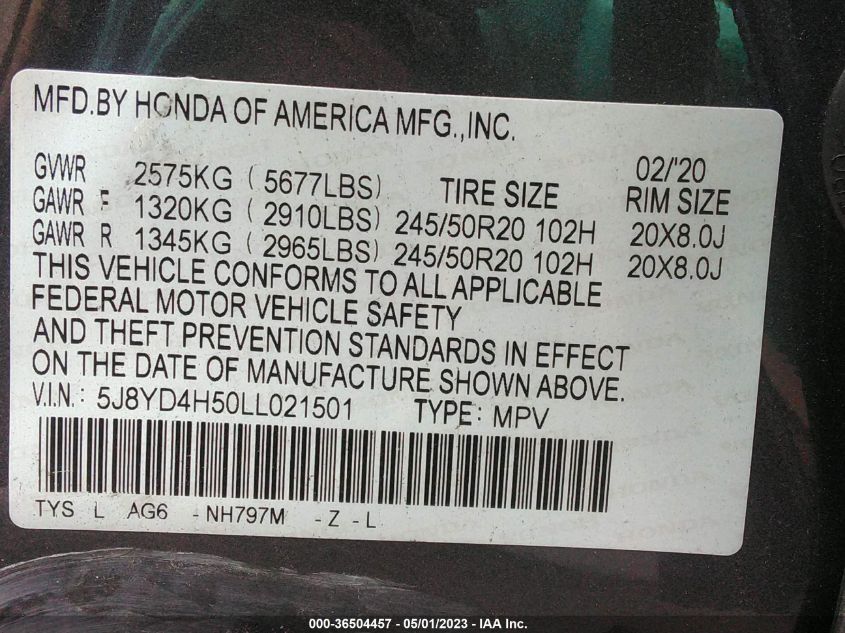 MFD.BY HONDA OF AMERICA MFG.,INC.
02/'20
GVWR 2575KG (5677LBS) TIRE SIZE RIM SIZE
GAWR F 1320KG (2910LBS) 245/50R20 102H 20X8.0J
GAWR R 1345KG (2965LBS) 245/50R20 102H 20X8.0J
THIS VEHICLE CONFORMS TO ALL APPLICABLE
FEDERAL MOTOR VEHICLE SAFETY
AND THEFT PREVENTION STANDARDS IN EFFECT
ON THE DATE OF MANUFACTURE SHOWN ABOVE.
V.I.N.: 5J8YD4H50LL021501 TYPE: MPV
TYS L AG6 - NH797M - Z - L
000-36504457 - 05/01/2023 - IAA Inc.